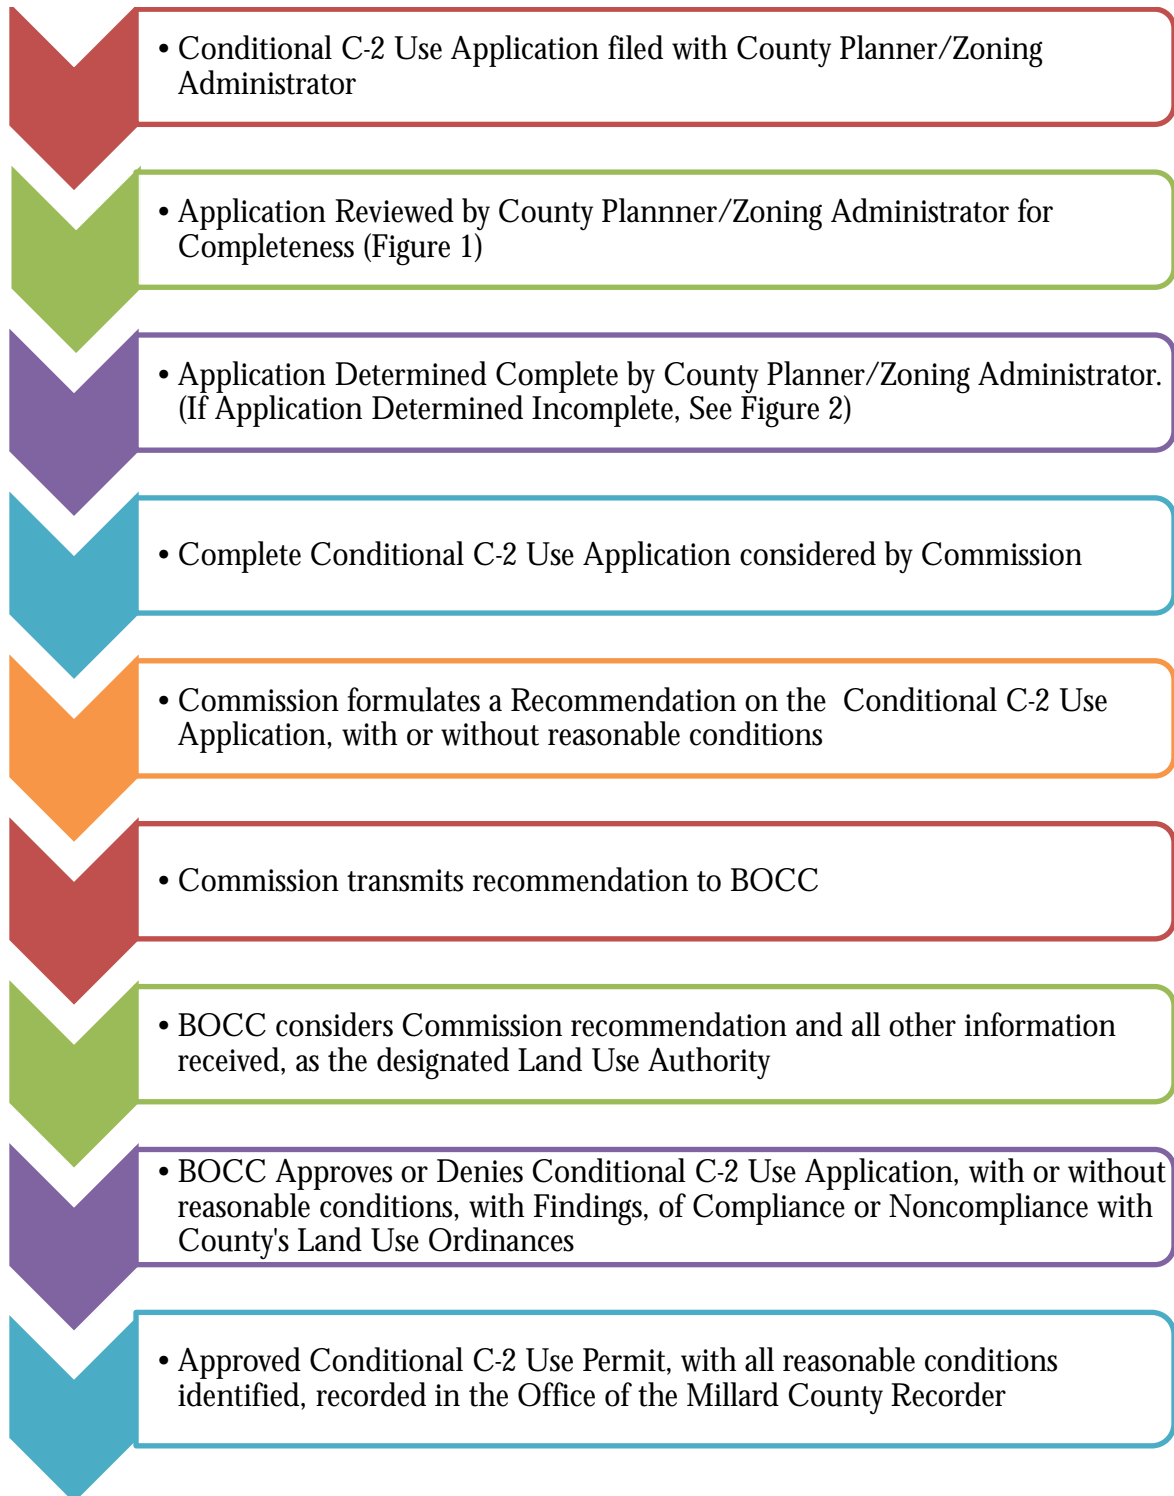 • Conditional C-2 Use Application filed with County Planner/Zoning
Administrator
• Application Reviewed by County Plannner/Zoning Administrator for
Completeness (Figure 1)
• Application Determined Complete by County Planner/Zoning Administrator.
(If Application Determined Incomplete, See Figure 2)
• Complete Conditional C-2 Use Application considered by Commission
• Commission formulates a Recommendation on the  Conditional C-2 Use
Application, with or without reasonable conditions
• Commission transmits recommendation to BOCC
• BOCC considers Commission recommendation and all other information
received, as the designated Land Use Authority
• BOCC Approves or Denies Conditional C-2 Use Application, with or without
reasonable conditions, with Findings, of Compliance or Noncompliance with
County's Land Use Ordinances
• Approved Conditional C-2 Use Permit, with all reasonable conditions
identified, recorded in the Office of the Millard County Recorder